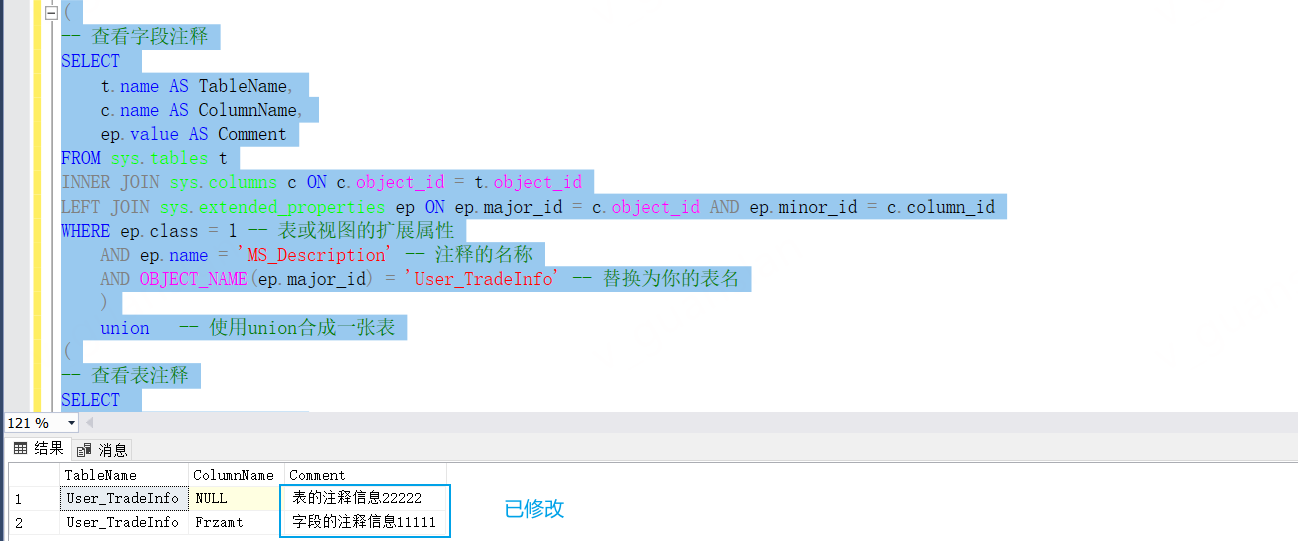 (
-- 查看字段注释
SELECT
t.name AS TableName,
c.name AS ColumnName,
ep.value AS Comment
FROM sys.tables t
INNER JOIN sys.columns c ON c.object_id = t.object_id
LEFT JOIN sys.extended_properties ep ON ep.major_id = c.object_id AND ep.minor_id = c.column_id
WHERE ep.class = 1 -- 表或视图的扩展属性
AND ep.name = 'MS_Description' -- 注释的名称
AND OBJECT_NAME(ep.major_id) = 'User_TradeInfo' -- 替换为你的表名
)
union -- 使用union合成一张表
(
-- 查看表注释
SELECT
121 %
结果 消息
TableName ColumnName Comment
1 User_TradeInfo NULL 表的注释信息22222
2 User_TradeInfo Frzamt 字段的注释信息11111
已修改